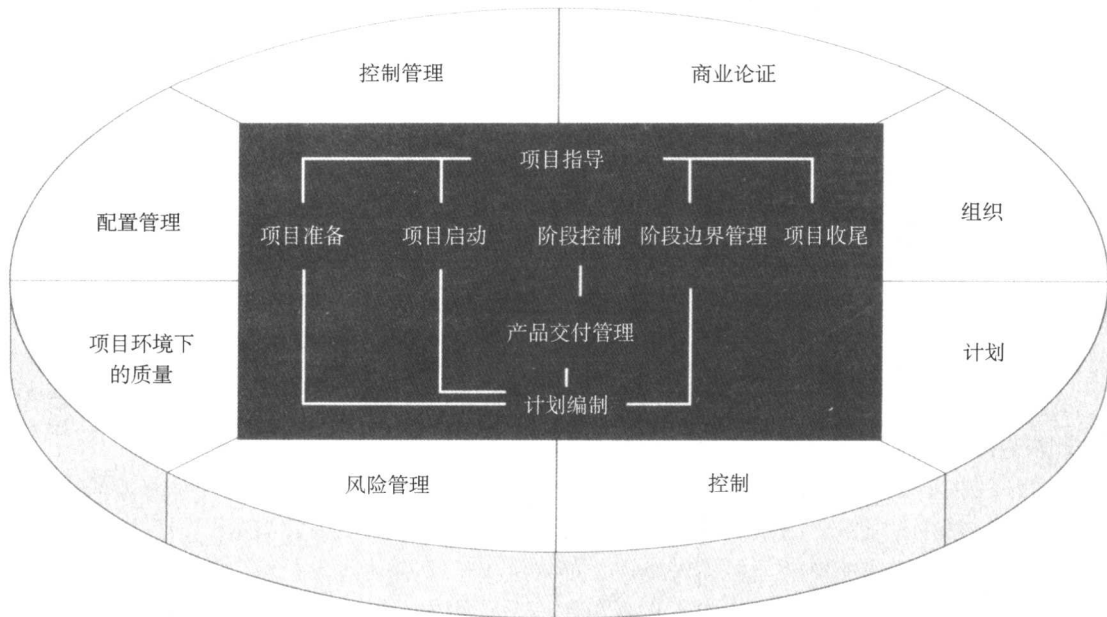 控制管理
商业论证
项目指导
配置管理
组织
项目准备
项目启动
阶段控制
阶段边界管理
项目收尾
产品交付管理
项目环境下
的质量
计划
计划编制
风险管理
控制